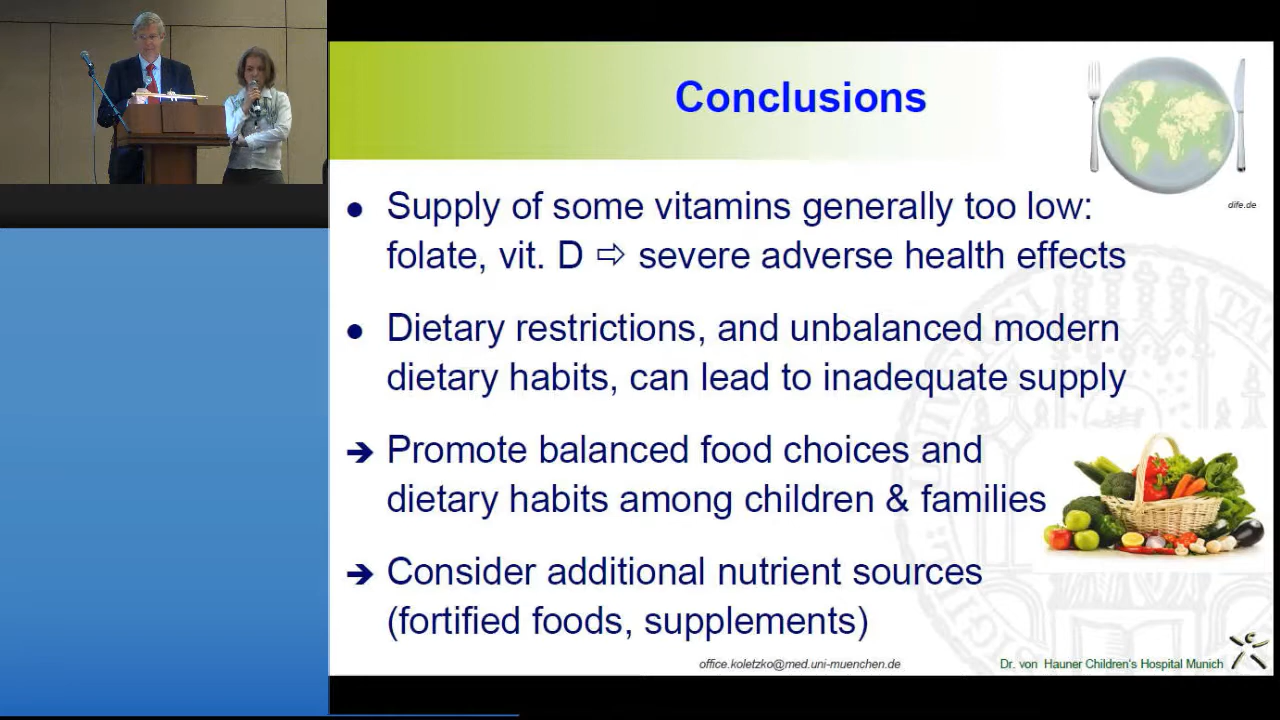 Conclusions
dife.de
● Supply of some vitamins generally too low:
folate, vit. D ⇨ severe adverse health effects
● Dietary restrictions, and unbalanced modern
dietary habits, can lead to inadequate supply
➔ Promote balanced food choices and
dietary habits among children & families
➔ Consider additional nutrient sources
(fortified foods, supplements)
office.koletzko@med.uni-muenchen.de
Dr. von Hauner Children's Hospital Munich